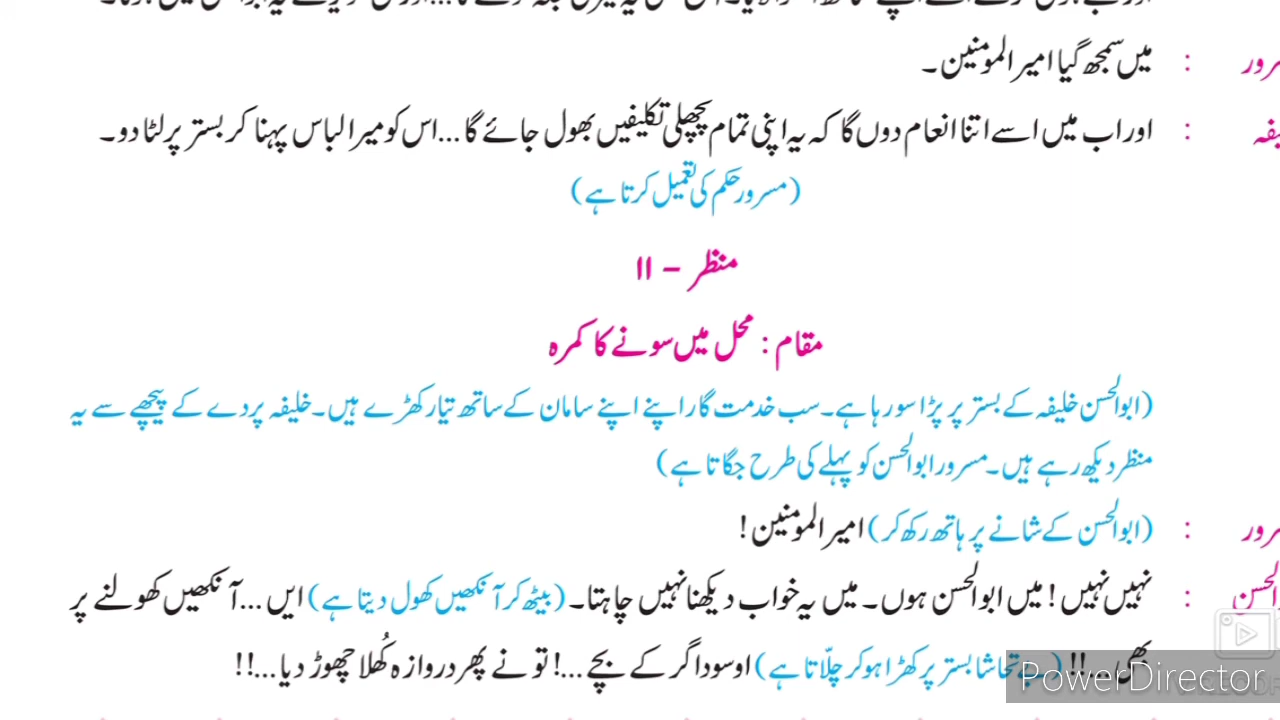 مسرور : میں سمجھ گیا امیر المومنین۔
خلیفہ : اور اب میں اسے اتنا انعام دوں گا کہ یہ اپنی تمام پچھلی تکلیفیں بھول جائے گا... اس کو میرا لباس پہنا کر بستر پر لٹا دو۔
(مسرور حکم کی تعمیل کرتا ہے)
منظر - II
مقام : محل میں سونے کا کمرہ
(ابوالحسن خلیفہ کے بستر پر پڑا سو رہا ہے۔ سب خدمت گار اپنے اپنے سامان کے ساتھ تیار کھڑے ہیں۔ خلیفہ پردے کے پیچھے سے یہ
منظر دیکھ رہے ہیں۔ مسرور ابوالحسن کو پہلے کی طرح جگاتا ہے)
مسرور : (ابوالحسن کے شانے پر ہاتھ رکھ کر) امیر المومنین!
ابوالحسن : نہیں نہیں! میں ابوالحسن ہوں۔ میں یہ خواب دیکھنا نہیں چاہتا۔ (بیٹھ کر آنکھیں کھول دیتا ہے) ایں... آنکھیں کھولنے پر
بھی...!! (بے تحاشا بستر پر کھڑا ہو کر چلّاتا ہے) او سوداگر کے بچے...! تو نے پھر دروازہ کُھلا چھوڑ دیا...!!
PowerDirector